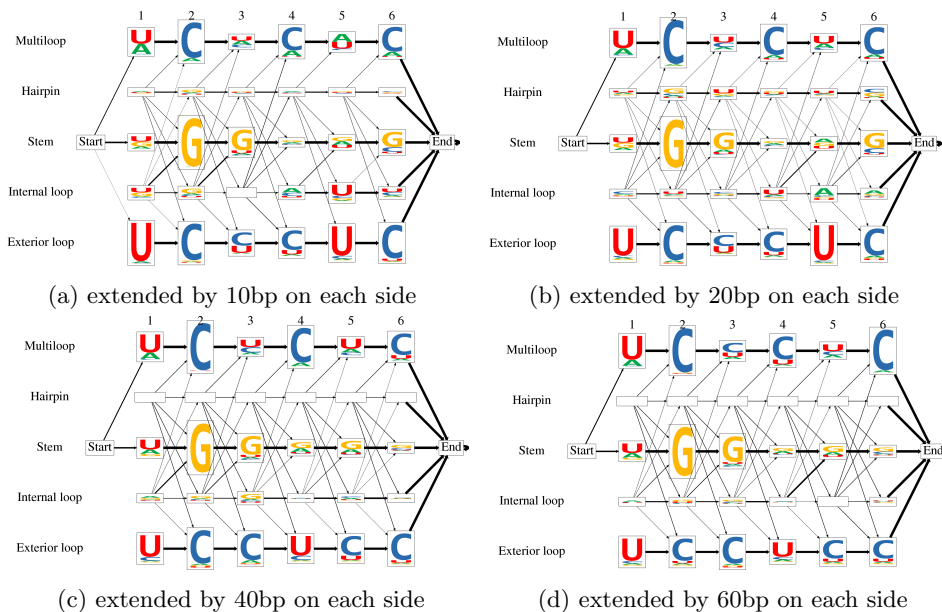 1 2 3 4 5 6
Multiloop
Hairpin
Stem
Start
End
Internal loop
Exterior loop
(a) extended by 10bp on each side
1 2 3 4 5 6
Multiloop
Hairpin
Stem
Start
End
Internal loop
Exterior loop
(b) extended by 20bp on each side
1 2 3 4 5 6
Multiloop
Hairpin
Stem
Start
End
Internal loop
Exterior loop
(c) extended by 40bp on each side
1 2 3 4 5 6
Multiloop
Hairpin
Stem
Start
End
Internal loop
Exterior loop
(d) extended by 60bp on each side